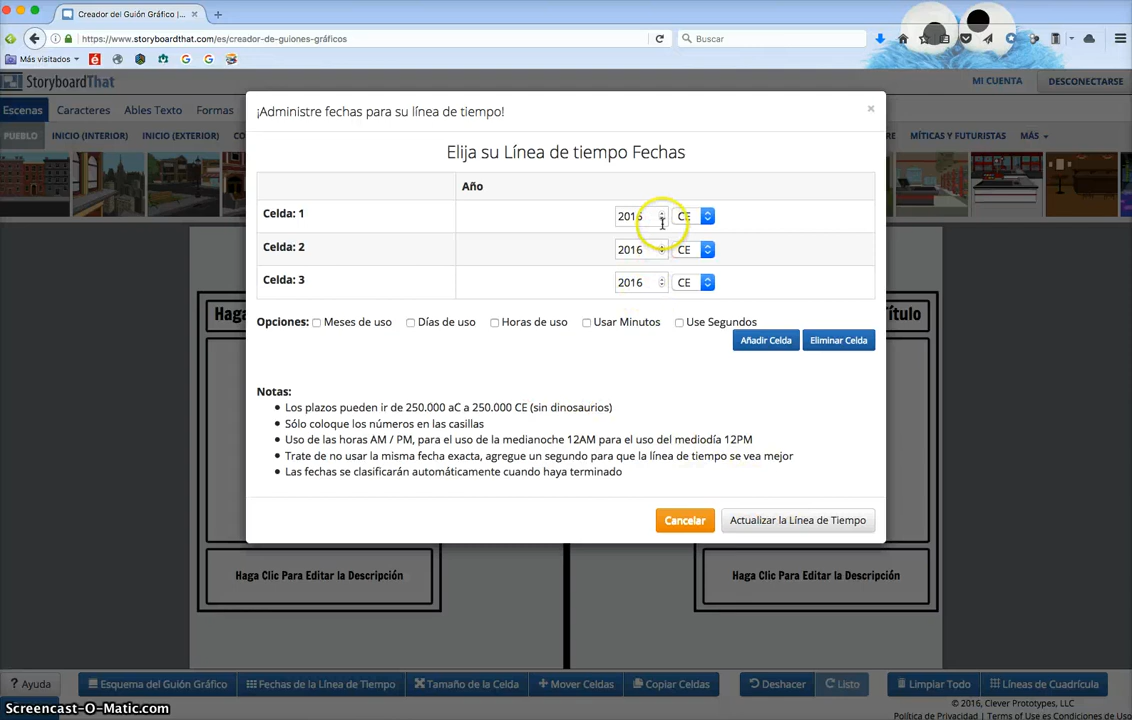 Creador del Guión Gráfico |...
https://www.storyboardthat.com/es/creador-de-guiones-gráficos
Buscar
Más visitados
StoryboardThat
MI CUENTA
DESCONECTARSE
Escenas
Caracteres
Ables Texto
Formas
PUEBLO
INICIO (INTERIOR)
INICIO (EXTERIOR)
MÍTICAS Y FUTURISTAS
MÁS
¡Administre fechas para su línea de tiempo!
×
Elija su Línea de tiempo Fechas
Año
Celda: 1
2016
CE
Celda: 2
2016
CE
Celda: 3
2016
CE
Opciones: Meses de uso Días de uso Horas de uso Usar Minutos Use Segundos
Añadir Celda
Eliminar Celda
Notas:
Los plazos pueden ir de 250.000 aC a 250.000 CE (sin dinosaurios)
Sólo coloque los números en las casillas
Uso de las horas AM / PM, para el uso de la medianoche 12AM para el uso del mediodía 12PM
Trate de no usar la misma fecha exacta, agregue un segundo para que la línea de tiempo se vea mejor
Las fechas se clasificarán automáticamente cuando haya terminado
Cancelar
Actualizar la Línea de Tiempo
Haga Clic Para Editar la Descripción
Haga Clic Para Editar la Descripción
? Ayuda
Esquema del Guión Gráfico
Fechas de la Línea de Tiempo
Tamaño de la Celda
Mover Celdas
Copiar Celdas
Deshacer
Listo
Limpiar Todo
Líneas de Cuadrícula
© 2016, Clever Prototypes, LLC
Política de Privacidad | Terms of Use es Condiciones de Uso
Screencast-O-Matic.com